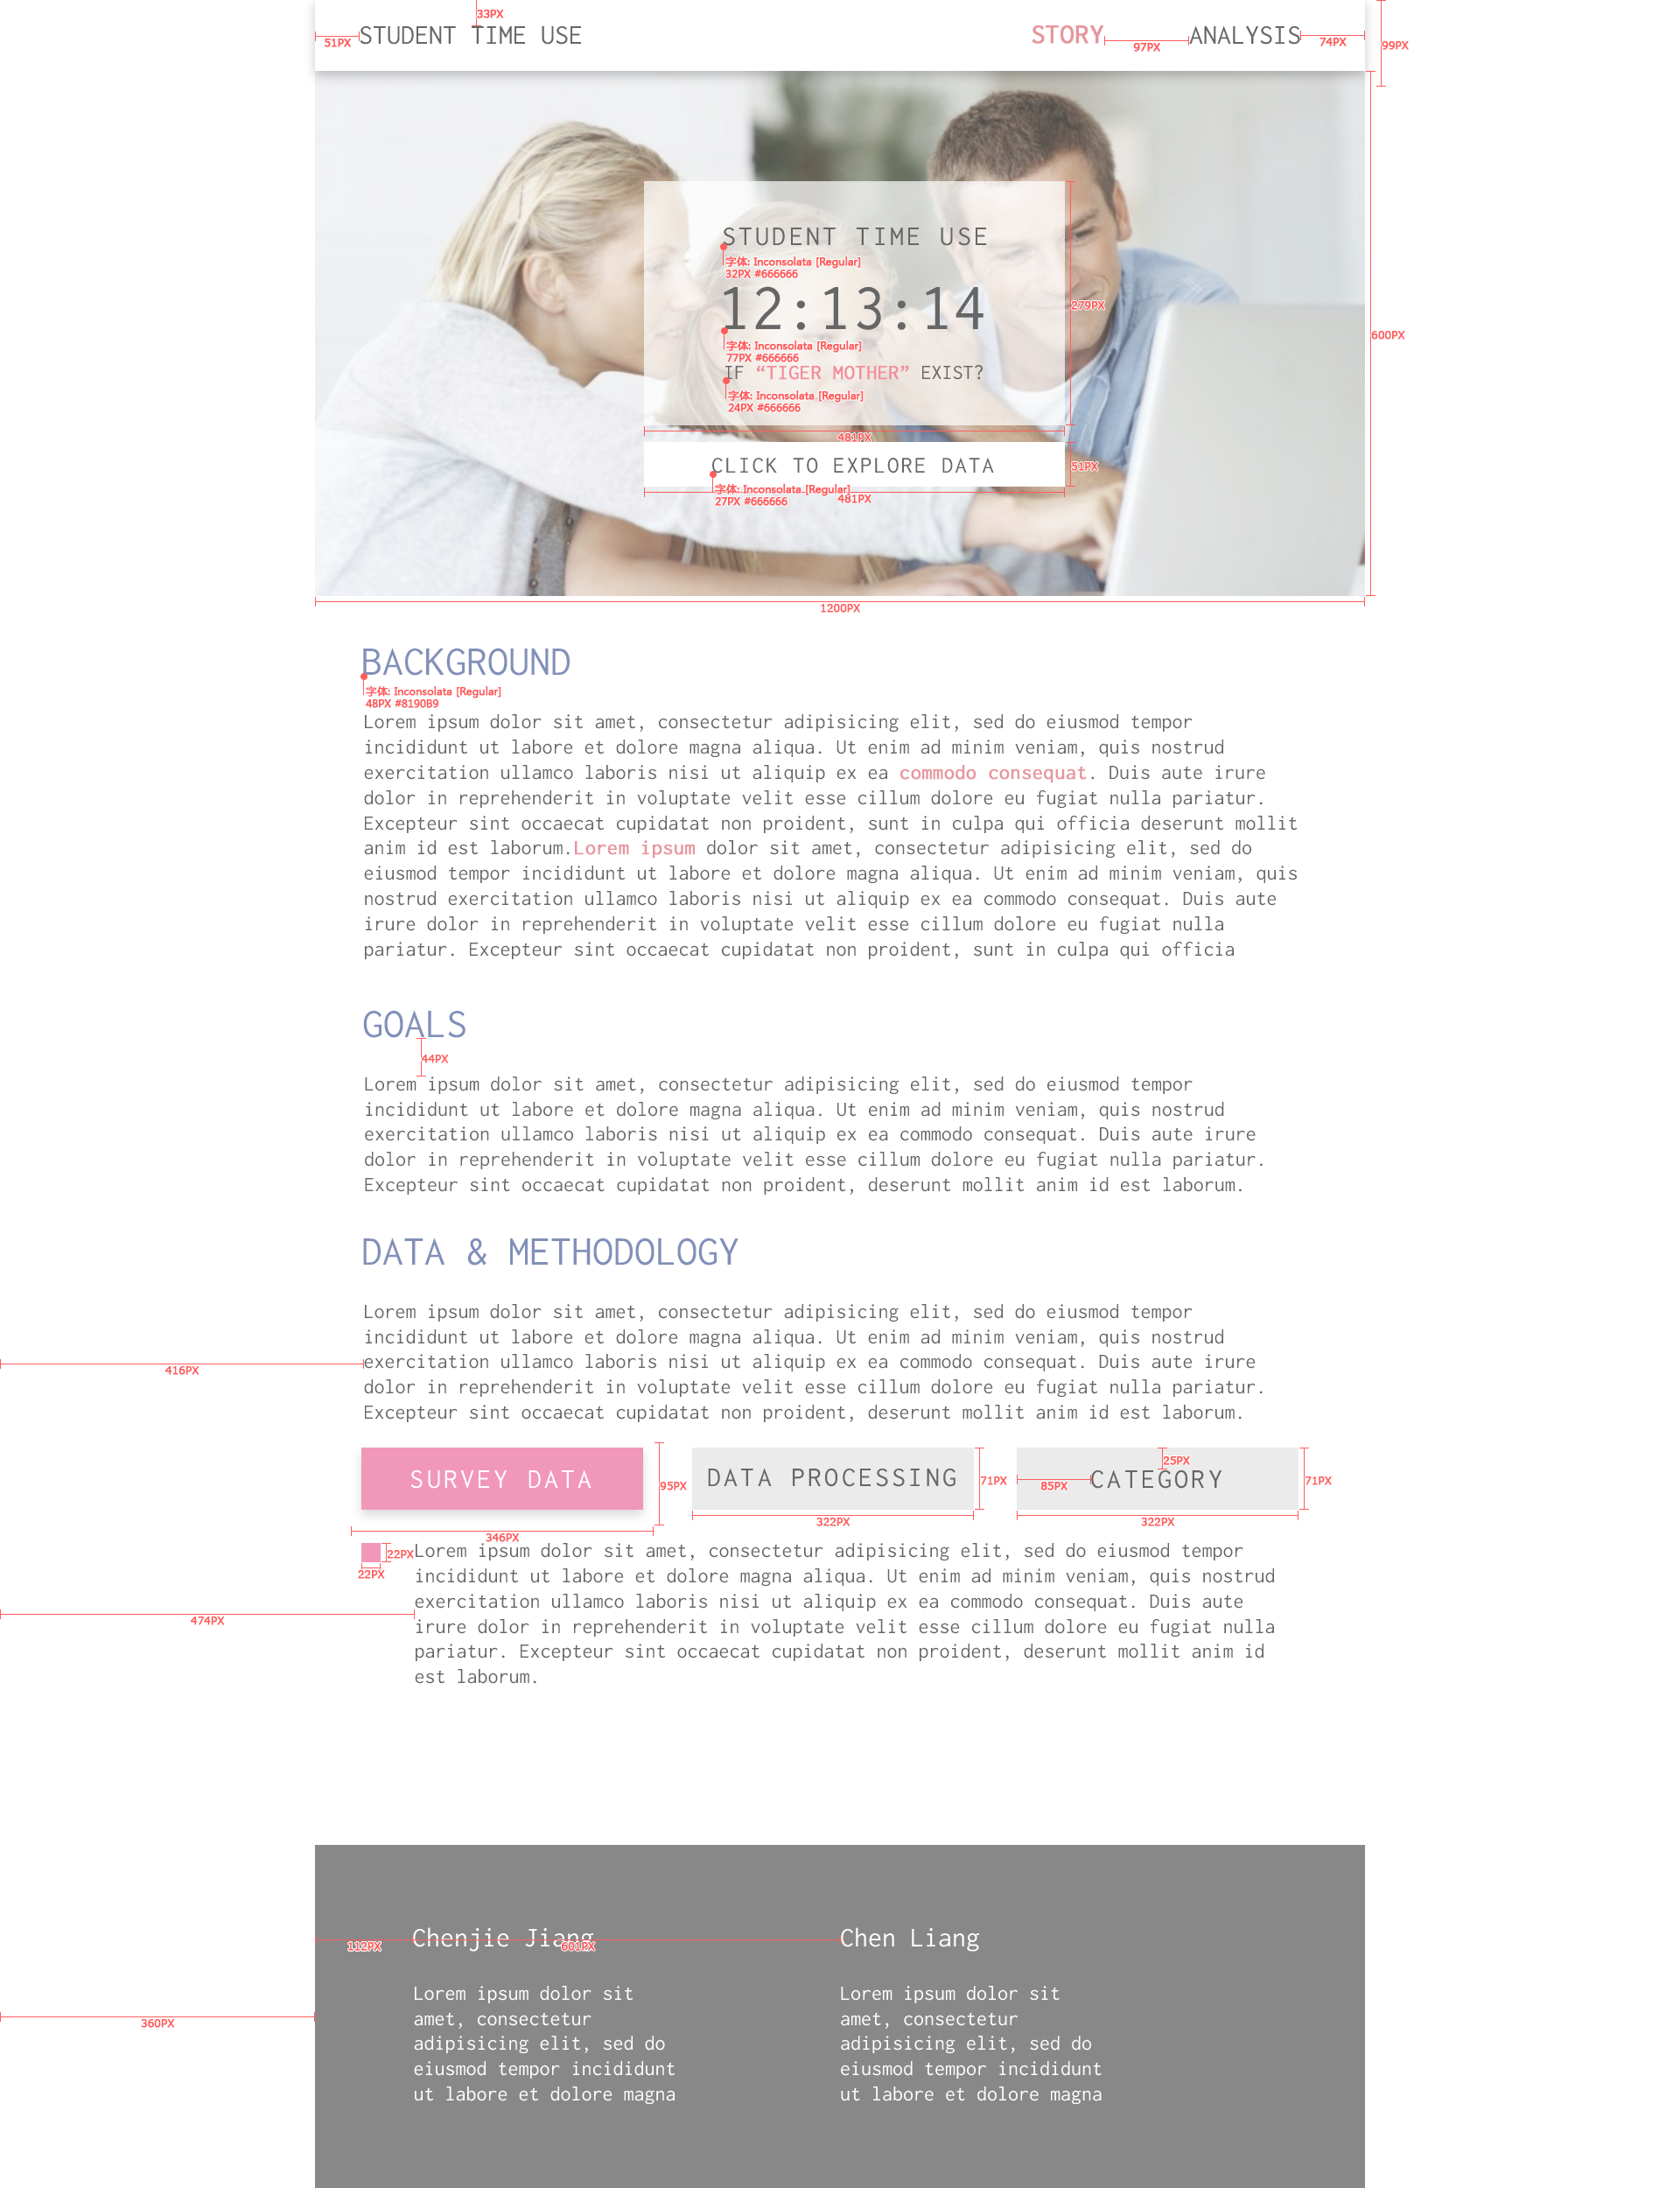 33PX
51PX
STUDENT TIME USE
STORY
97PX
ANALYSIS
74PX
99PX
STUDENT TIME USE
字体: Inconsolata [Regular]
32PX #666666
12:13:14
279PX
600PX
字体: Inconsolata [Regular]
77PX #666666
IF “TIGER MOTHER” EXIST?
字体: Inconsolata [Regular]
24PX #666666
481PX
CLICK TO EXPLORE DATA
51PX
字体: Inconsolata [Regular]
27PX #666666
481PX
1200PX
BACKGROUND
字体: Inconsolata [Regular]
48PX #8190B9
Lorem ipsum dolor sit amet, consectetur adipisicing elit, sed do eiusmod tempor
incididunt ut labore et dolore magna aliqua. Ut enim ad minim veniam, quis nostrud
exercitation ullamco laboris nisi ut aliquip ex ea commodo consequat. Duis aute irure
dolor in reprehenderit in voluptate velit esse cillum dolore eu fugiat nulla pariatur.
Excepteur sint occaecat cupidatat non proident, sunt in culpa qui officia deserunt mollit
anim id est laborum.Lorem ipsum dolor sit amet, consectetur adipisicing elit, sed do
eiusmod tempor incididunt ut labore et dolore magna aliqua. Ut enim ad minim veniam, quis
nostrud exercitation ullamco laboris nisi ut aliquip ex ea commodo consequat. Duis aute
irure dolor in reprehenderit in voluptate velit esse cillum dolore eu fugiat nulla
pariatur. Excepteur sint occaecat cupidatat non proident, sunt in culpa qui officia
GOALS
44PX
Lorem ipsum dolor sit amet, consectetur adipisicing elit, sed do eiusmod tempor
incididunt ut labore et dolore magna aliqua. Ut enim ad minim veniam, quis nostrud
exercitation ullamco laboris nisi ut aliquip ex ea commodo consequat. Duis aute irure
dolor in reprehenderit in voluptate velit esse cillum dolore eu fugiat nulla pariatur.
Excepteur sint occaecat cupidatat non proident, deserunt mollit anim id est laborum.
DATA & METHODOLOGY
Lorem ipsum dolor sit amet, consectetur adipisicing elit, sed do eiusmod tempor
incididunt ut labore et dolore magna aliqua. Ut enim ad minim veniam, quis nostrud
exercitation ullamco laboris nisi ut aliquip ex ea commodo consequat. Duis aute irure
416PX
dolor in reprehenderit in voluptate velit esse cillum dolore eu fugiat nulla pariatur.
Excepteur sint occaecat cupidatat non proident, deserunt mollit anim id est laborum.
SURVEY DATA
95PX
DATA PROCESSING
71PX
25PX
85PX
CATEGORY
71PX
346PX
322PX
322PX
22PX
22PX
Lorem ipsum dolor sit amet, consectetur adipisicing elit, sed do eiusmod tempor
incididunt ut labore et dolore magna aliqua. Ut enim ad minim veniam, quis nostrud
exercitation ullamco laboris nisi ut aliquip ex ea commodo consequat. Duis aute
474PX
irure dolor in reprehenderit in voluptate velit esse cillum dolore eu fugiat nulla
pariatur. Excepteur sint occaecat cupidatat non proident, deserunt mollit anim id
est laborum.
112PX
Chenjie Jiang
601PX
Chen Liang
360PX
Lorem ipsum dolor sit
amet, consectetur
adipisicing elit, sed do
eiusmod tempor incididunt
ut labore et dolore magna
Lorem ipsum dolor sit
amet, consectetur
adipisicing elit, sed do
eiusmod tempor incididunt
ut labore et dolore magna